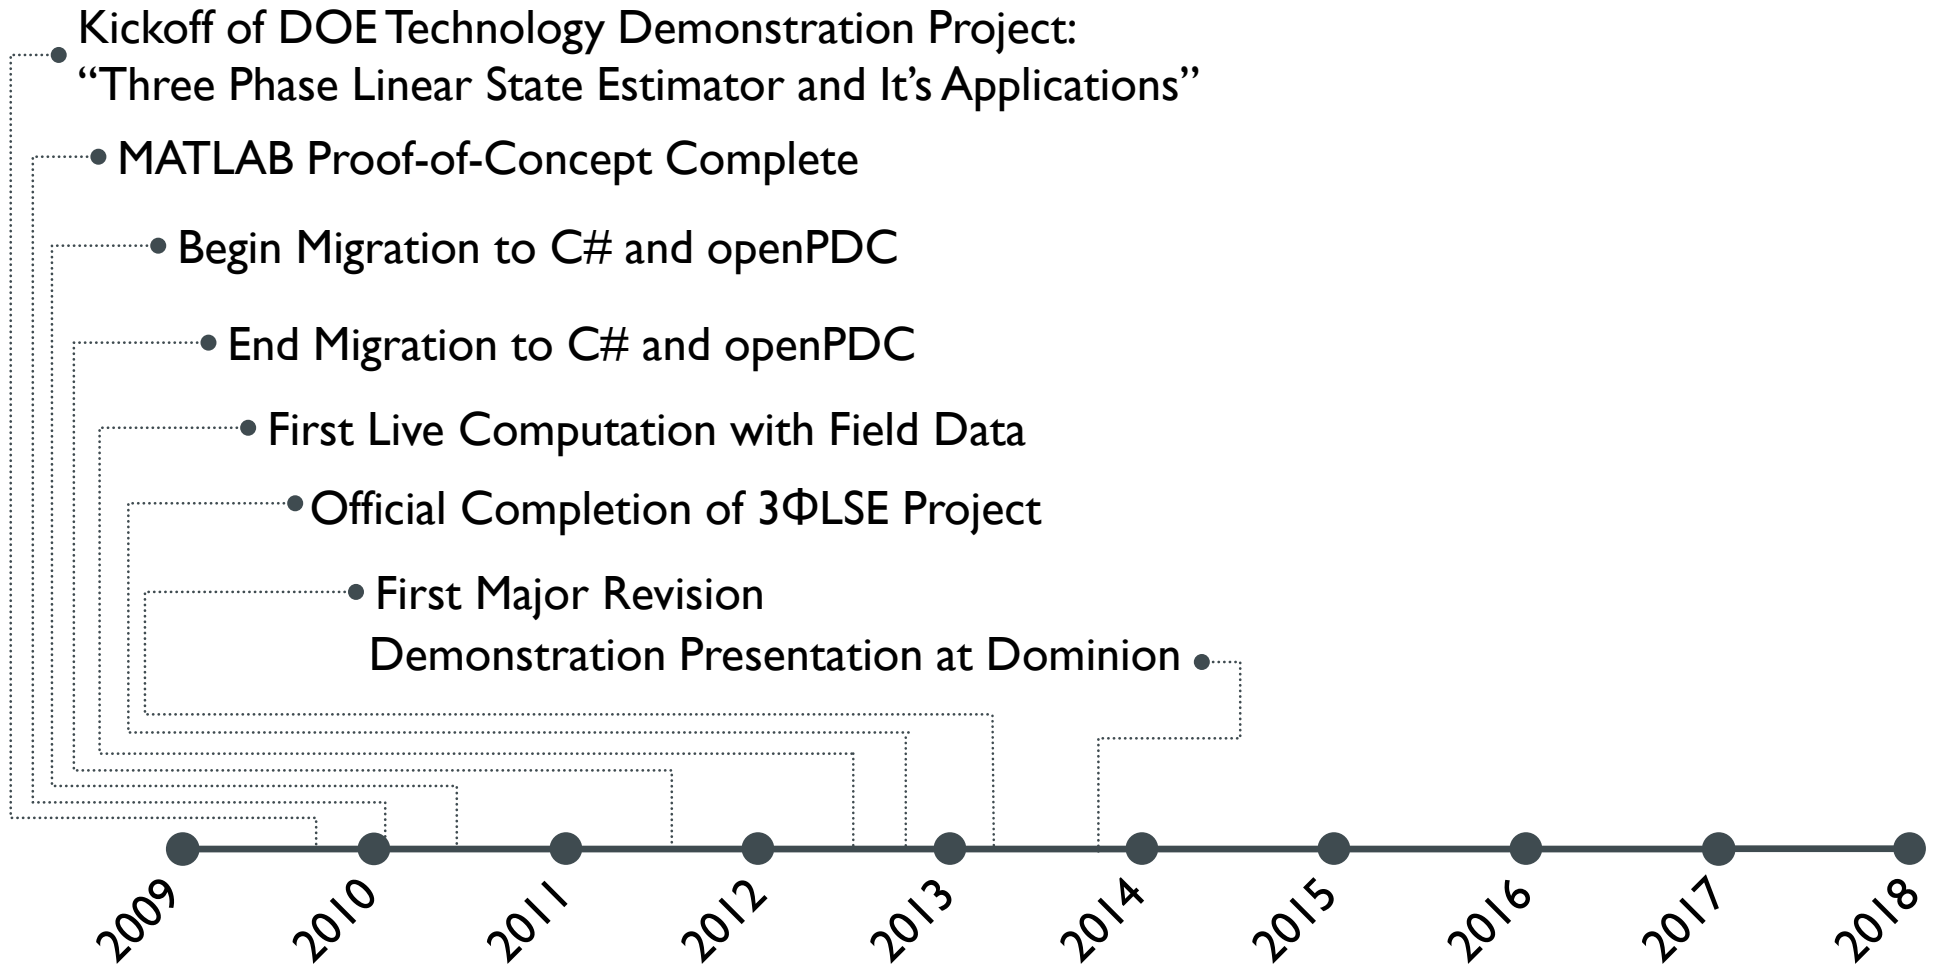 Kickoff of DOE Technology Demonstration Project:
“Three Phase Linear State Estimator and It’s Applications”
MATLAB Proof-of-Concept Complete
Begin Migration to C# and openPDC
End Migration to C# and openPDC
First Live Computation with Field Data
Official Completion of 3ΦLSE Project
First Major Revision
Demonstration Presentation at Dominion
2009
2010
2011
2012
2013
2014
2015
2016
2017
2018